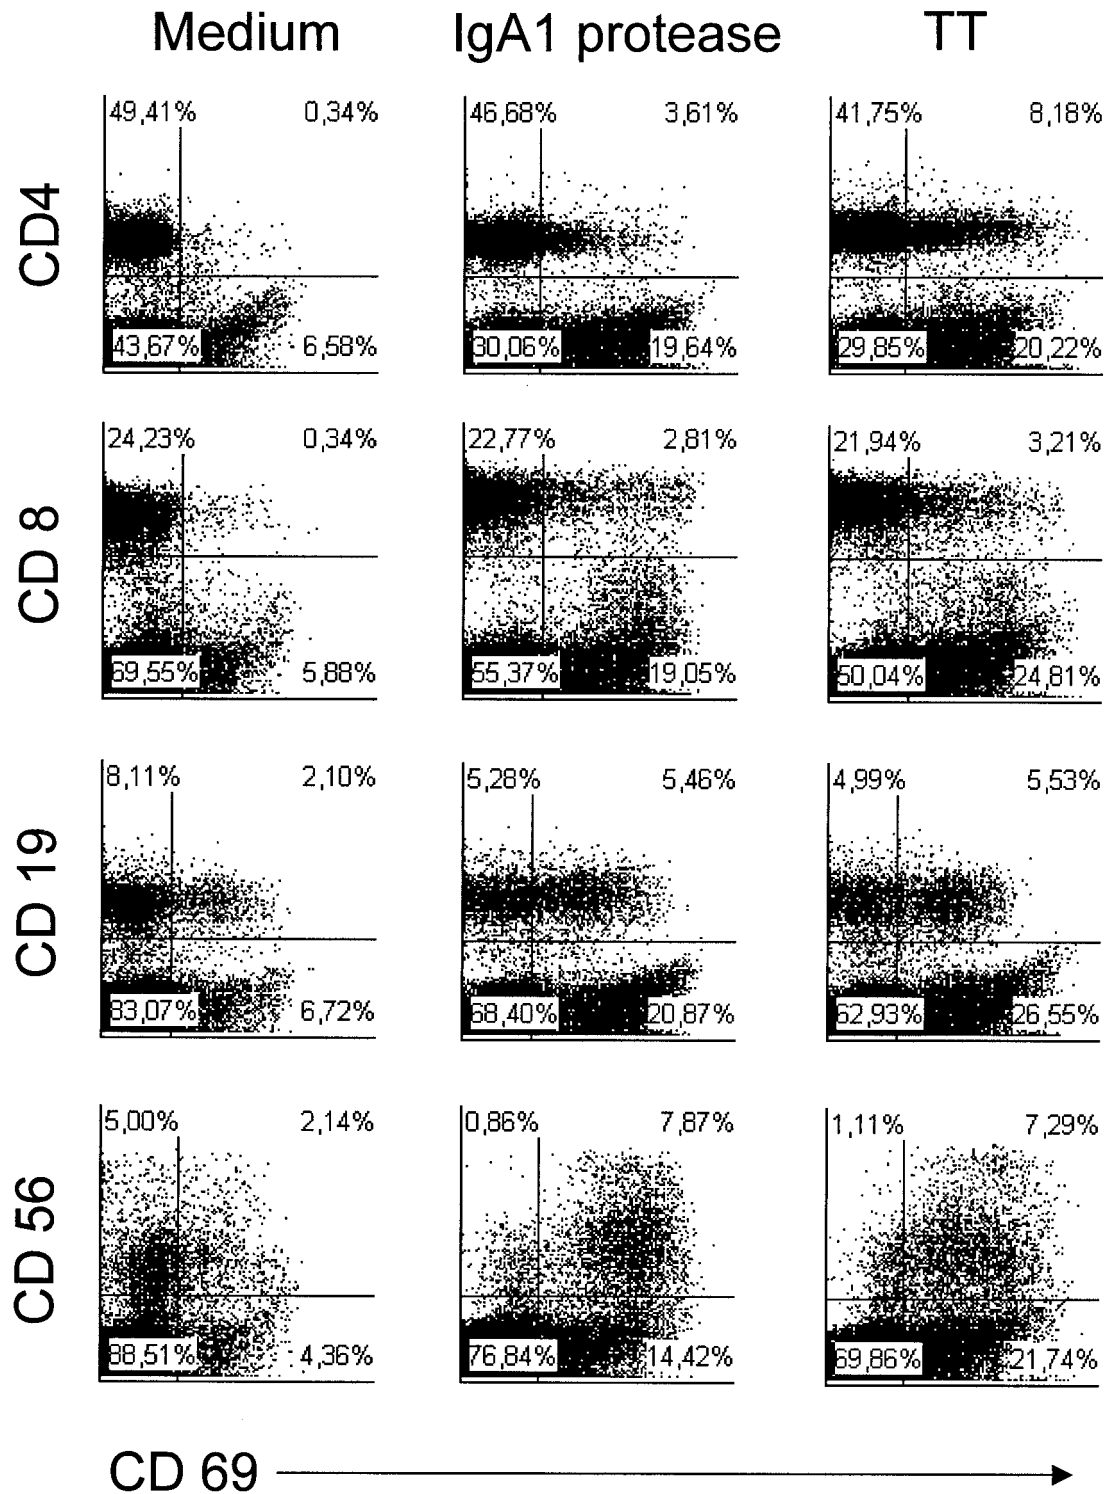 Medium IgA1 protease TT
49,41% 0,34% 46,68% 3,61% 41,75% 8,18%
CD4
43,67% 6,58% 30,06% 19,64% 29,85% 20,22%
24,23% 0,34% 22,77% 2,81% 21,94% 3,21%
CD 8
69,55% 5,88% 55,37% 19,05% 50,04% 24,81%
8,11% 2,10% 5,28% 5,46% 4,99% 5,53%
CD 19
83,07% 6,72% 68,40% 20,87% 62,93% 26,55%
5,00% 2,14% 0,86% 7,87% 1,11% 7,29%
CD 56
88,51% 4,36% 76,84% 14,42% 69,86% 21,74%
CD 69